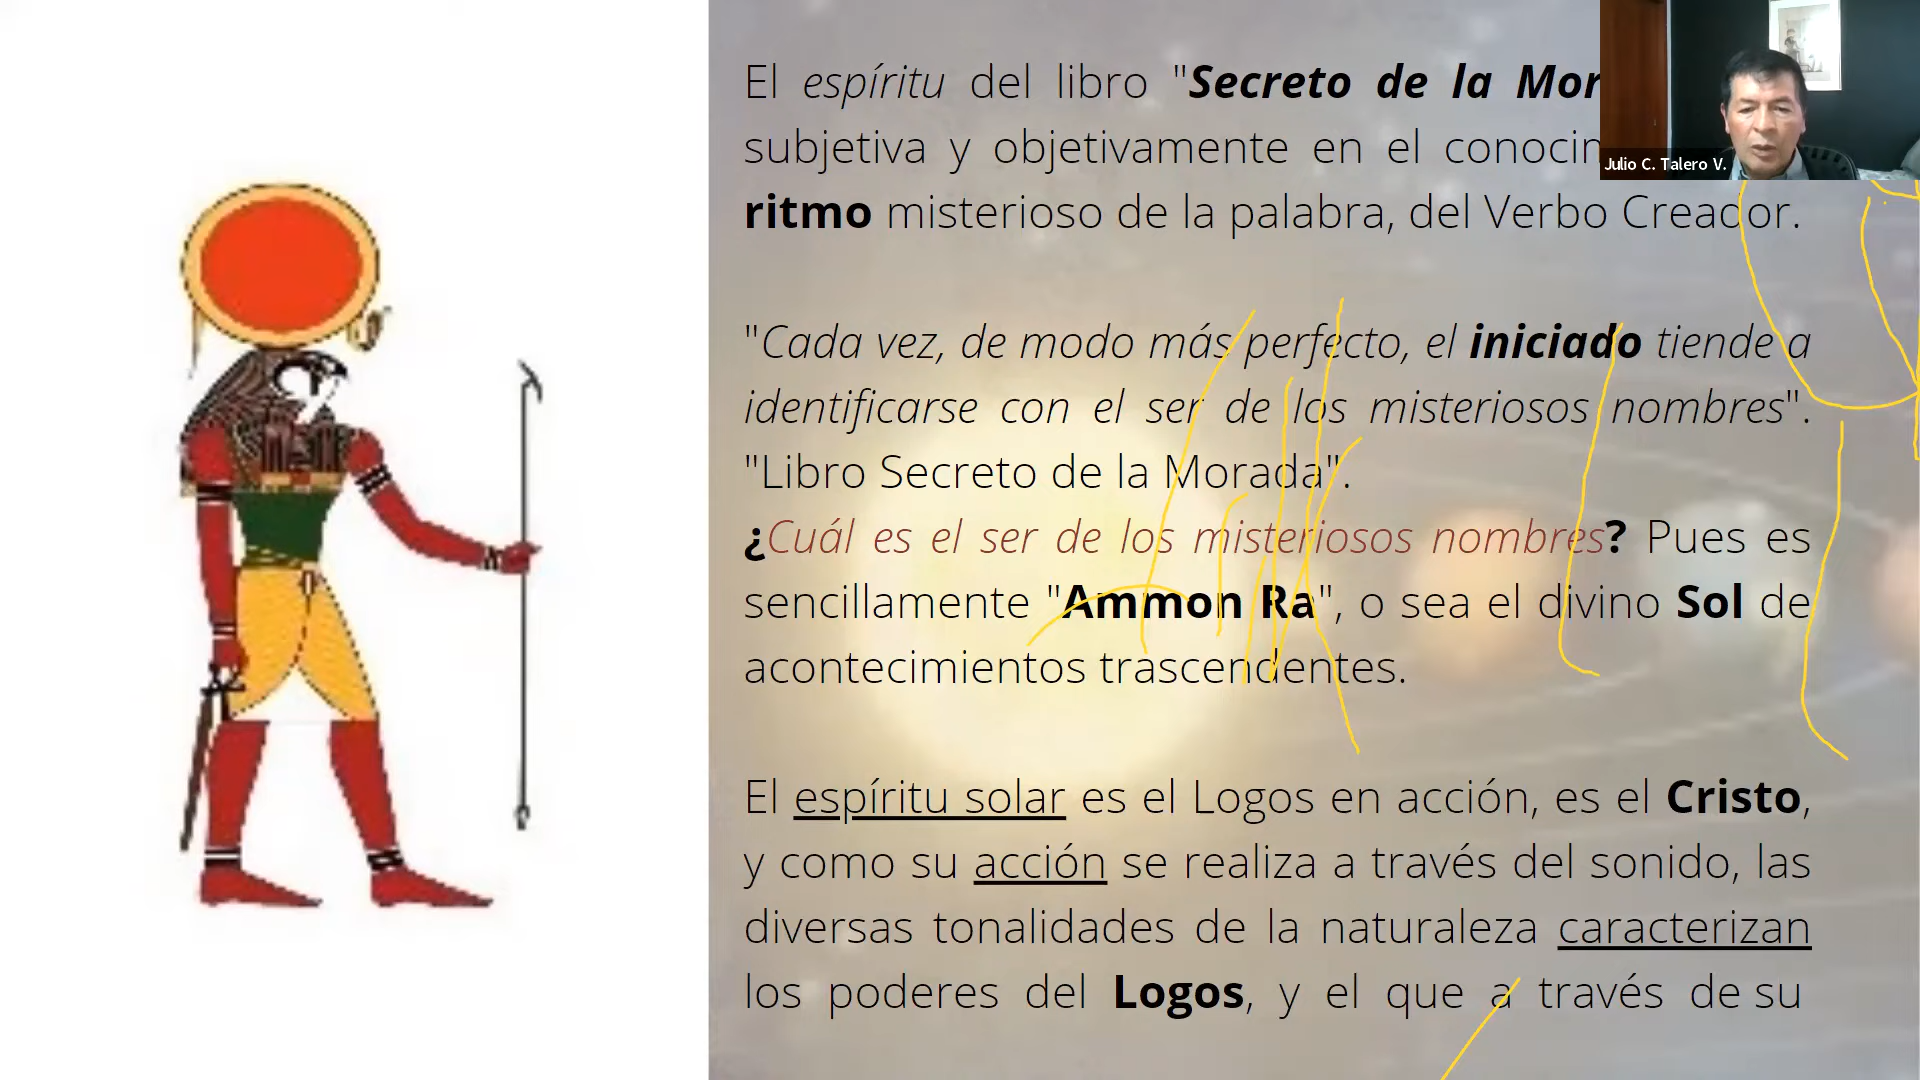 El espíritu del libro "Secreto de la
subjetiva y objetivamente en el
ritmo misterioso de la palabra, del Verbo Creador.
"Cada vez, de modo más perfecto, el iniciado tiende a
identificarse con el ser de los misteriosos nombres".
"Libro Secreto de la Morada".
¿Cuál es el ser de los misteriosos nombres? Pues es
sencillamente "Ammon Ra", o sea el divino Sol de
acontecimientos trascendentes.
El espíritu solar es el Logos en acción, es el Cristo,
y como su acción se realiza a través del sonido, las
diversas tonalidades de la naturaleza caracterizan
los poderes del Logos, y el que a través de su
Julio C. Talero V.